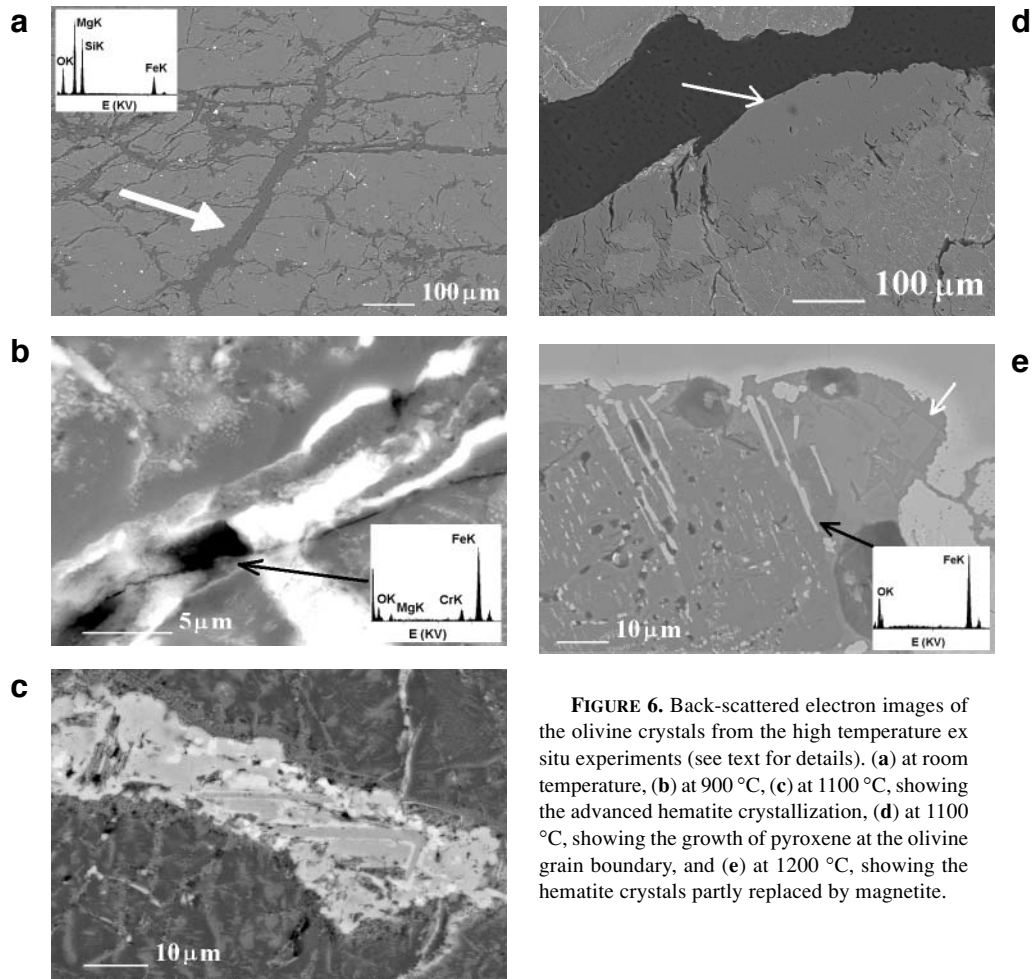 a
MgK
SiK
OK
FeK
E (KV)
100 μm
b
FeK
OK
MgK
CrK
E (KV)
5μm
c
10 μm
d
100 μm
e
FeK
OK
E (KV)
10 μm
FIGURE 6. Back-scattered electron images of
the olivine crystals from the high temperature ex
situ experiments (see text for details). (a) at room
temperature, (b) at 900 °C, (c) at 1100 °C, showing
the advanced hematite crystallization, (d) at 1100
°C, showing the growth of pyroxene at the olivine
grain boundary, and (e) at 1200 °C, showing the
hematite crystals partly replaced by magnetite.